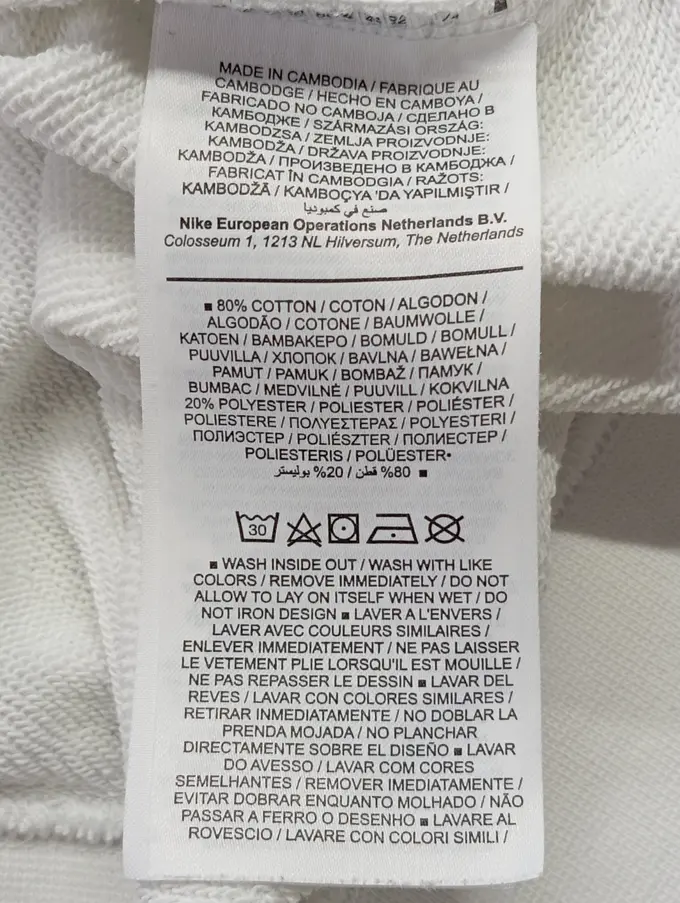 MADE IN CAMBODIA / FABRIQUE AU
CAMBODGE / HECHO EN CAMBOYA /
FABRICADO NO CAMBOJA / СДЕЛАНО В
КАМБОДЖЕ / SZÁRMAZÁSI ORSZÁG:
KAMBODZSA / ZEMLJA PROIZVODNJE:
KAMBODŽA / DRŽAVA PROIZVODNJE:
KAMBODŽA / ПРОИЗВЕДЕНО В КАМБОДЖА /
FABRICAT ÎN CAMBODGIA / RAŽOTS:
KAMBODŽĀ / KAMBOÇYA 'DA YAPILMIŞTIR /
صنع في كمبوديا
Nike European Operations Netherlands B.V.
Colosseum 1, 1213 NL Hilversum, The Netherlands
■ 80% COTTON / COTON / ALGODON /
ALGODÃO / COTONE / BAUMWOLLE /
KATOEN / ΒΑΜΒΑΚΕΡΟ / BOMULD / BOMULL /
PUUVILLA / ХЛОПОК / BAVLNA / BAWEŁNA /
PAMUT / PAMUK / BOMBAŽ / ПАМУК /
BUMBAC / MEDVILNĖ / PUUVILL / KOKVILNA
20% POLYESTER / POLIESTER / POLIÉSTER /
POLIESTERE / ΠΟΛΥΕΣΤΕΡΑΣ / POLYESTERI /
ПОЛИЭСТЕР / POLIÉSZTER / ПОЛИЕСТЕР /
POLIESTERIS / POLÜESTER•
80% قطن / 20% بوليستر ■
30
■ WASH INSIDE OUT / WASH WITH LIKE
COLORS / REMOVE IMMEDIATELY / DO NOT
ALLOW TO LAY ON ITSELF WHEN WET / DO
NOT IRON DESIGN ■ LAVER A L'ENVERS /
LAVER AVEC COULEURS SIMILAIRES /
ENLEVER IMMEDIATEMENT / NE PAS LAISSER
LE VETEMENT PLIE LORSQU'IL EST MOUILLE /
NE PAS REPASSER LE DESSIN ■ LAVAR DEL
REVES / LAVAR CON COLORES SIMILARES /
RETIRAR INMEDIATAMENTE / NO DOBLAR LA
PRENDA MOJADA / NO PLANCHAR
DIRECTAMENTE SOBRE EL DISEÑO ■ LAVAR
DO AVESSO / LAVAR COM CORES
SEMELHANTES / REMOVER IMEDIATAMENTE /
EVITAR DOBRAR ENQUANTO MOLHADO / NÃO
PASSAR A FERRO O DESENHO ■ LAVARE AL
ROVESCIO / LAVARE CON COLORI SIMILI /